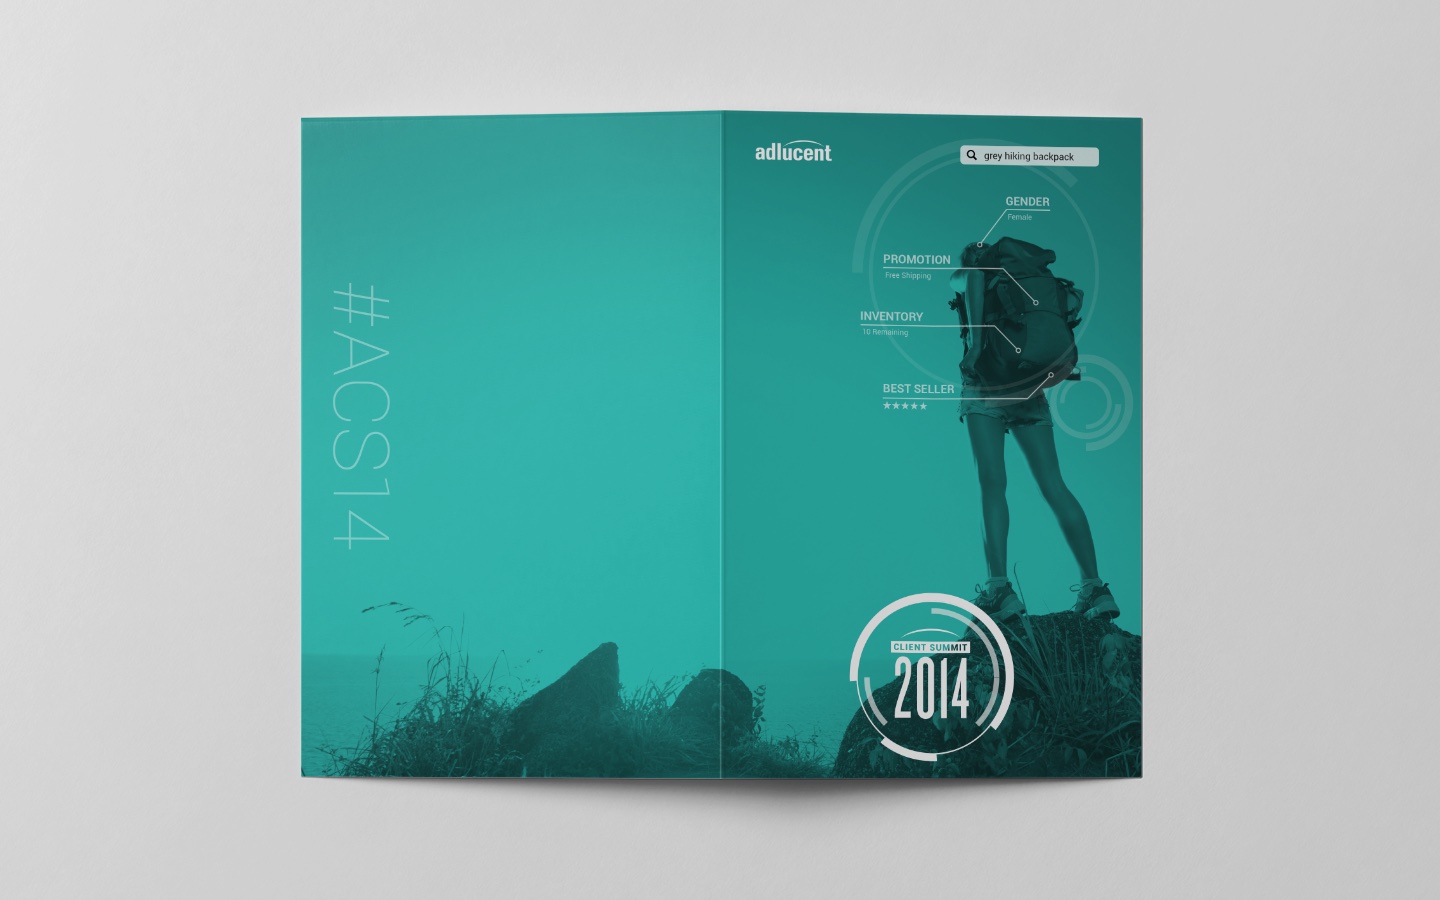 #ACS14
adlucent
grey hiking backpack
GENDER
Female
PROMOTION
Free Shipping
INVENTORY
10 Remaining
BEST SELLER
★★★★★
CLIENT SUMMIT
2014